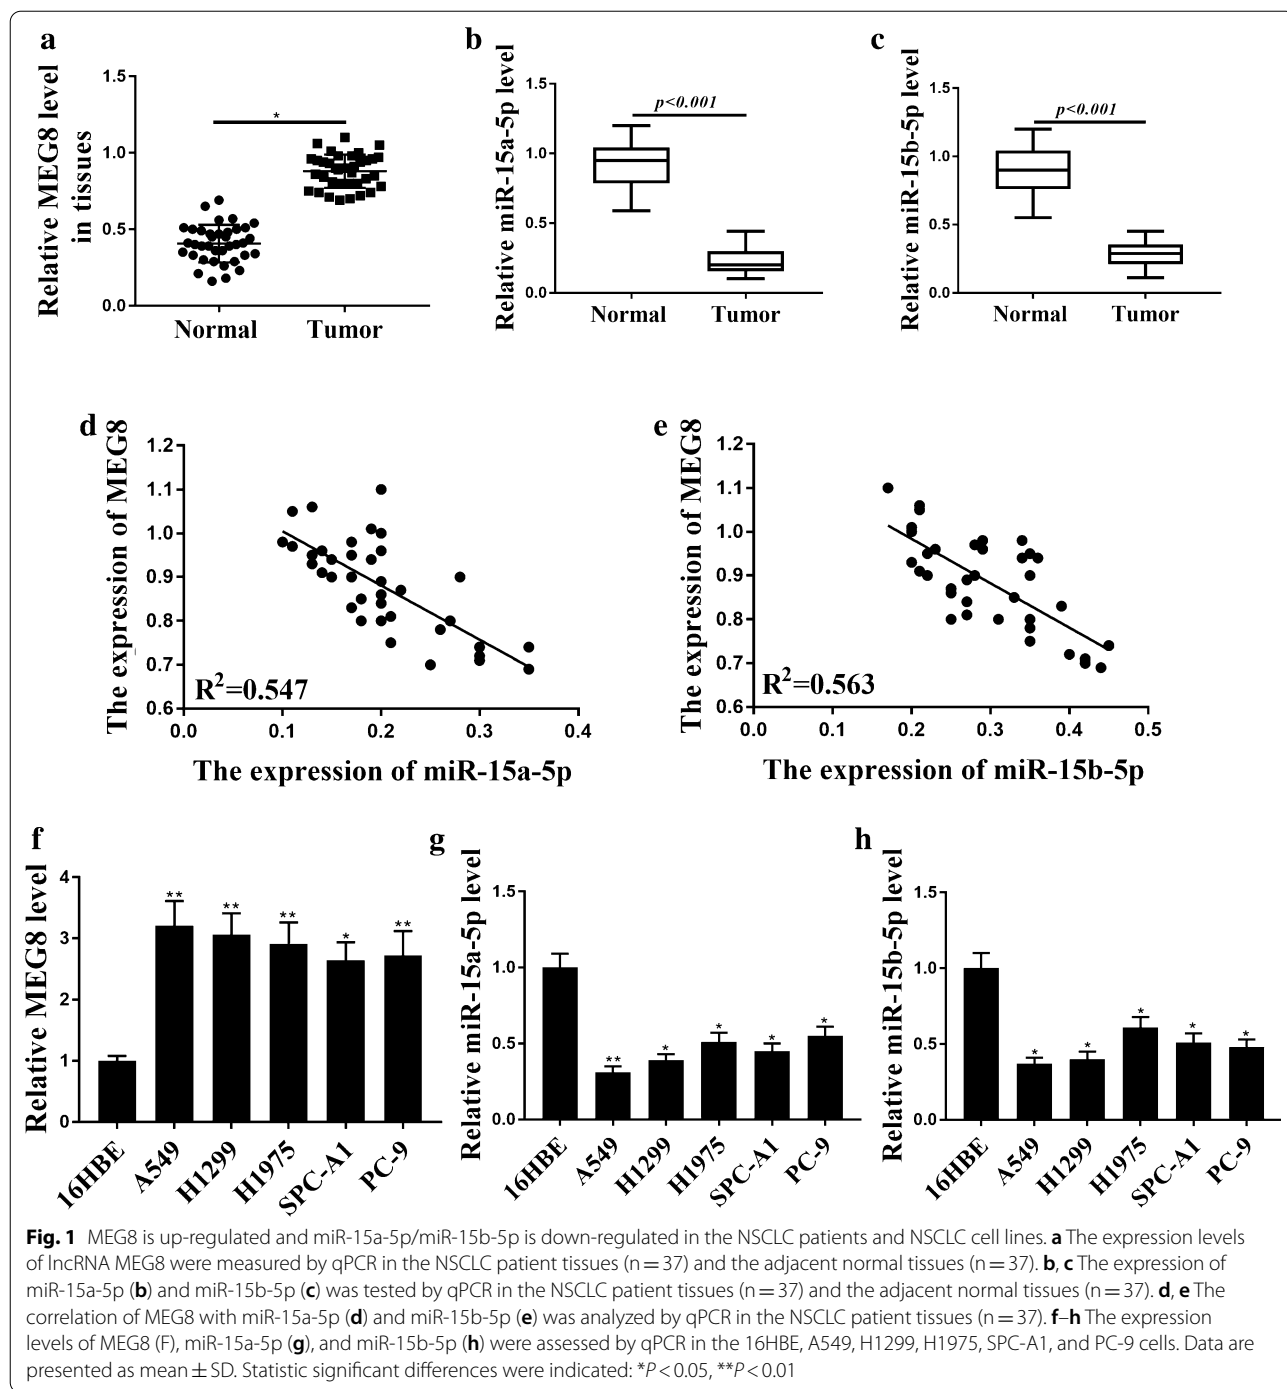 a
Relative MEG8 level
in tissues
1.5
1.0
0.5
0.0
*
Normal Tumor
b
Relative miR-15a-5p level
1.5
1.0
0.5
0.0
p<0.001
Normal Tumor
c
Relative miR-15b-5p level
1.5
1.0
0.5
0.0
p<0.001
Normal Tumor
d
The expression of MEG8
1.2
1.1
1.0
0.9
0.8
0.7
0.6
R²=0.547
0.0 0.1 0.2 0.3 0.4
The expression of miR-15a-5p
e
The expression of MEG8
1.2
1.1
1.0
0.9
0.8
0.7
0.6
R²=0.563
0.0 0.1 0.2 0.3 0.4 0.5
The expression of miR-15b-5p
f
Relative MEG8 level
4
3
2
1
0
** ** ** * **
16HBE A549 H1299 H1975 SPC-A1 PC-9
g
Relative miR-15a-5p level
1.5
1.0
0.5
0.0
** * * * *
16HBE A549 H1299 H1975 SPC-A1 PC-9
h
Relative miR-15b-5p level
1.5
1.0
0.5
0.0
* * * * *
16HBE A549 H1299 H1975 SPC-A1 PC-9
Fig. 1 MEG8 is up-regulated and miR-15a-5p/miR-15b-5p is down-regulated in the NSCLC patients and NSCLC cell lines. a The expression levels
of lncRNA MEG8 were measured by qPCR in the NSCLC patient tissues (n = 37) and the adjacent normal tissues (n = 37). b, c The expression of
miR-15a-5p (b) and miR-15b-5p (c) was tested by qPCR in the NSCLC patient tissues (n = 37) and the adjacent normal tissues (n = 37). d, e The
correlation of MEG8 with miR-15a-5p (d) and miR-15b-5p (e) was analyzed by qPCR in the NSCLC patient tissues (n = 37). f–h The expression
levels of MEG8 (F), miR-15a-5p (g), and miR-15b-5p (h) were assessed by qPCR in the 16HBE, A549, H1299, H1975, SPC-A1, and PC-9 cells. Data are
presented as mean ± SD. Statistic significant differences were indicated: *P < 0.05, **P < 0.01